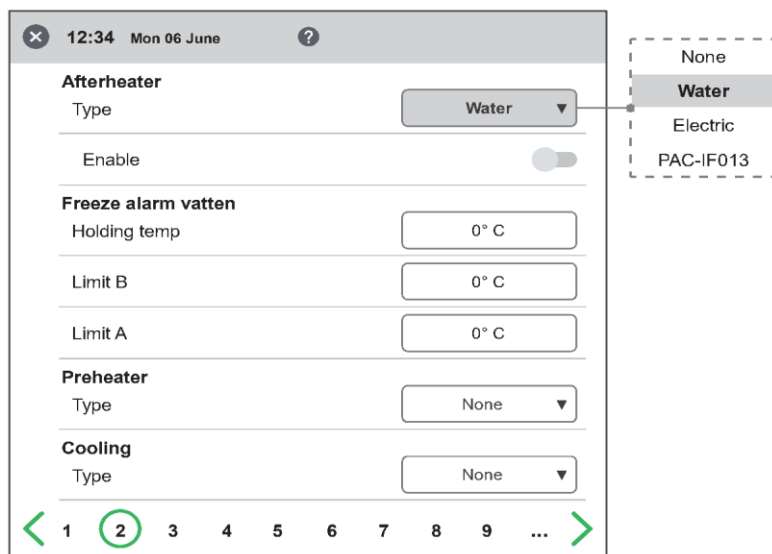 12:34 Mon 06 June ?
Afterheater
Type Water
Enable
Freeze alarm vatten
Holding temp 0° C
Limit B 0° C
Limit A 0° C
Preheater
Type None
Cooling
Type None
1 2 3 4 5 6 7 8 9 ...
None
Water
Electric
PAC-IF013